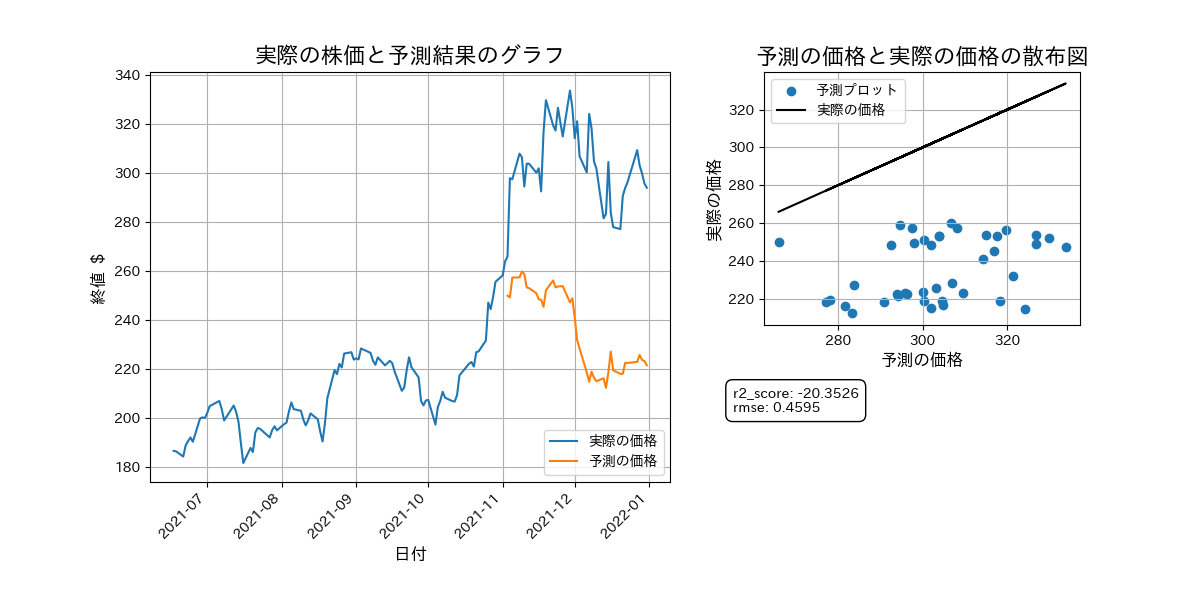 実際の株価と予測結果のグラフ
340
320
300
280
260
240
220
200
180
終値 $
2021-07
2021-08
2021-09
2021-10
2021-11
2021-12
2022-01
日付
実際の価格
予測の価格
予測の価格と実際の価格の散布図
予測プロット
実際の価格
320
300
280
260
240
220
実際の価格
280
300
320
予測の価格
r2_score: -20.3526
rmse: 0.4595